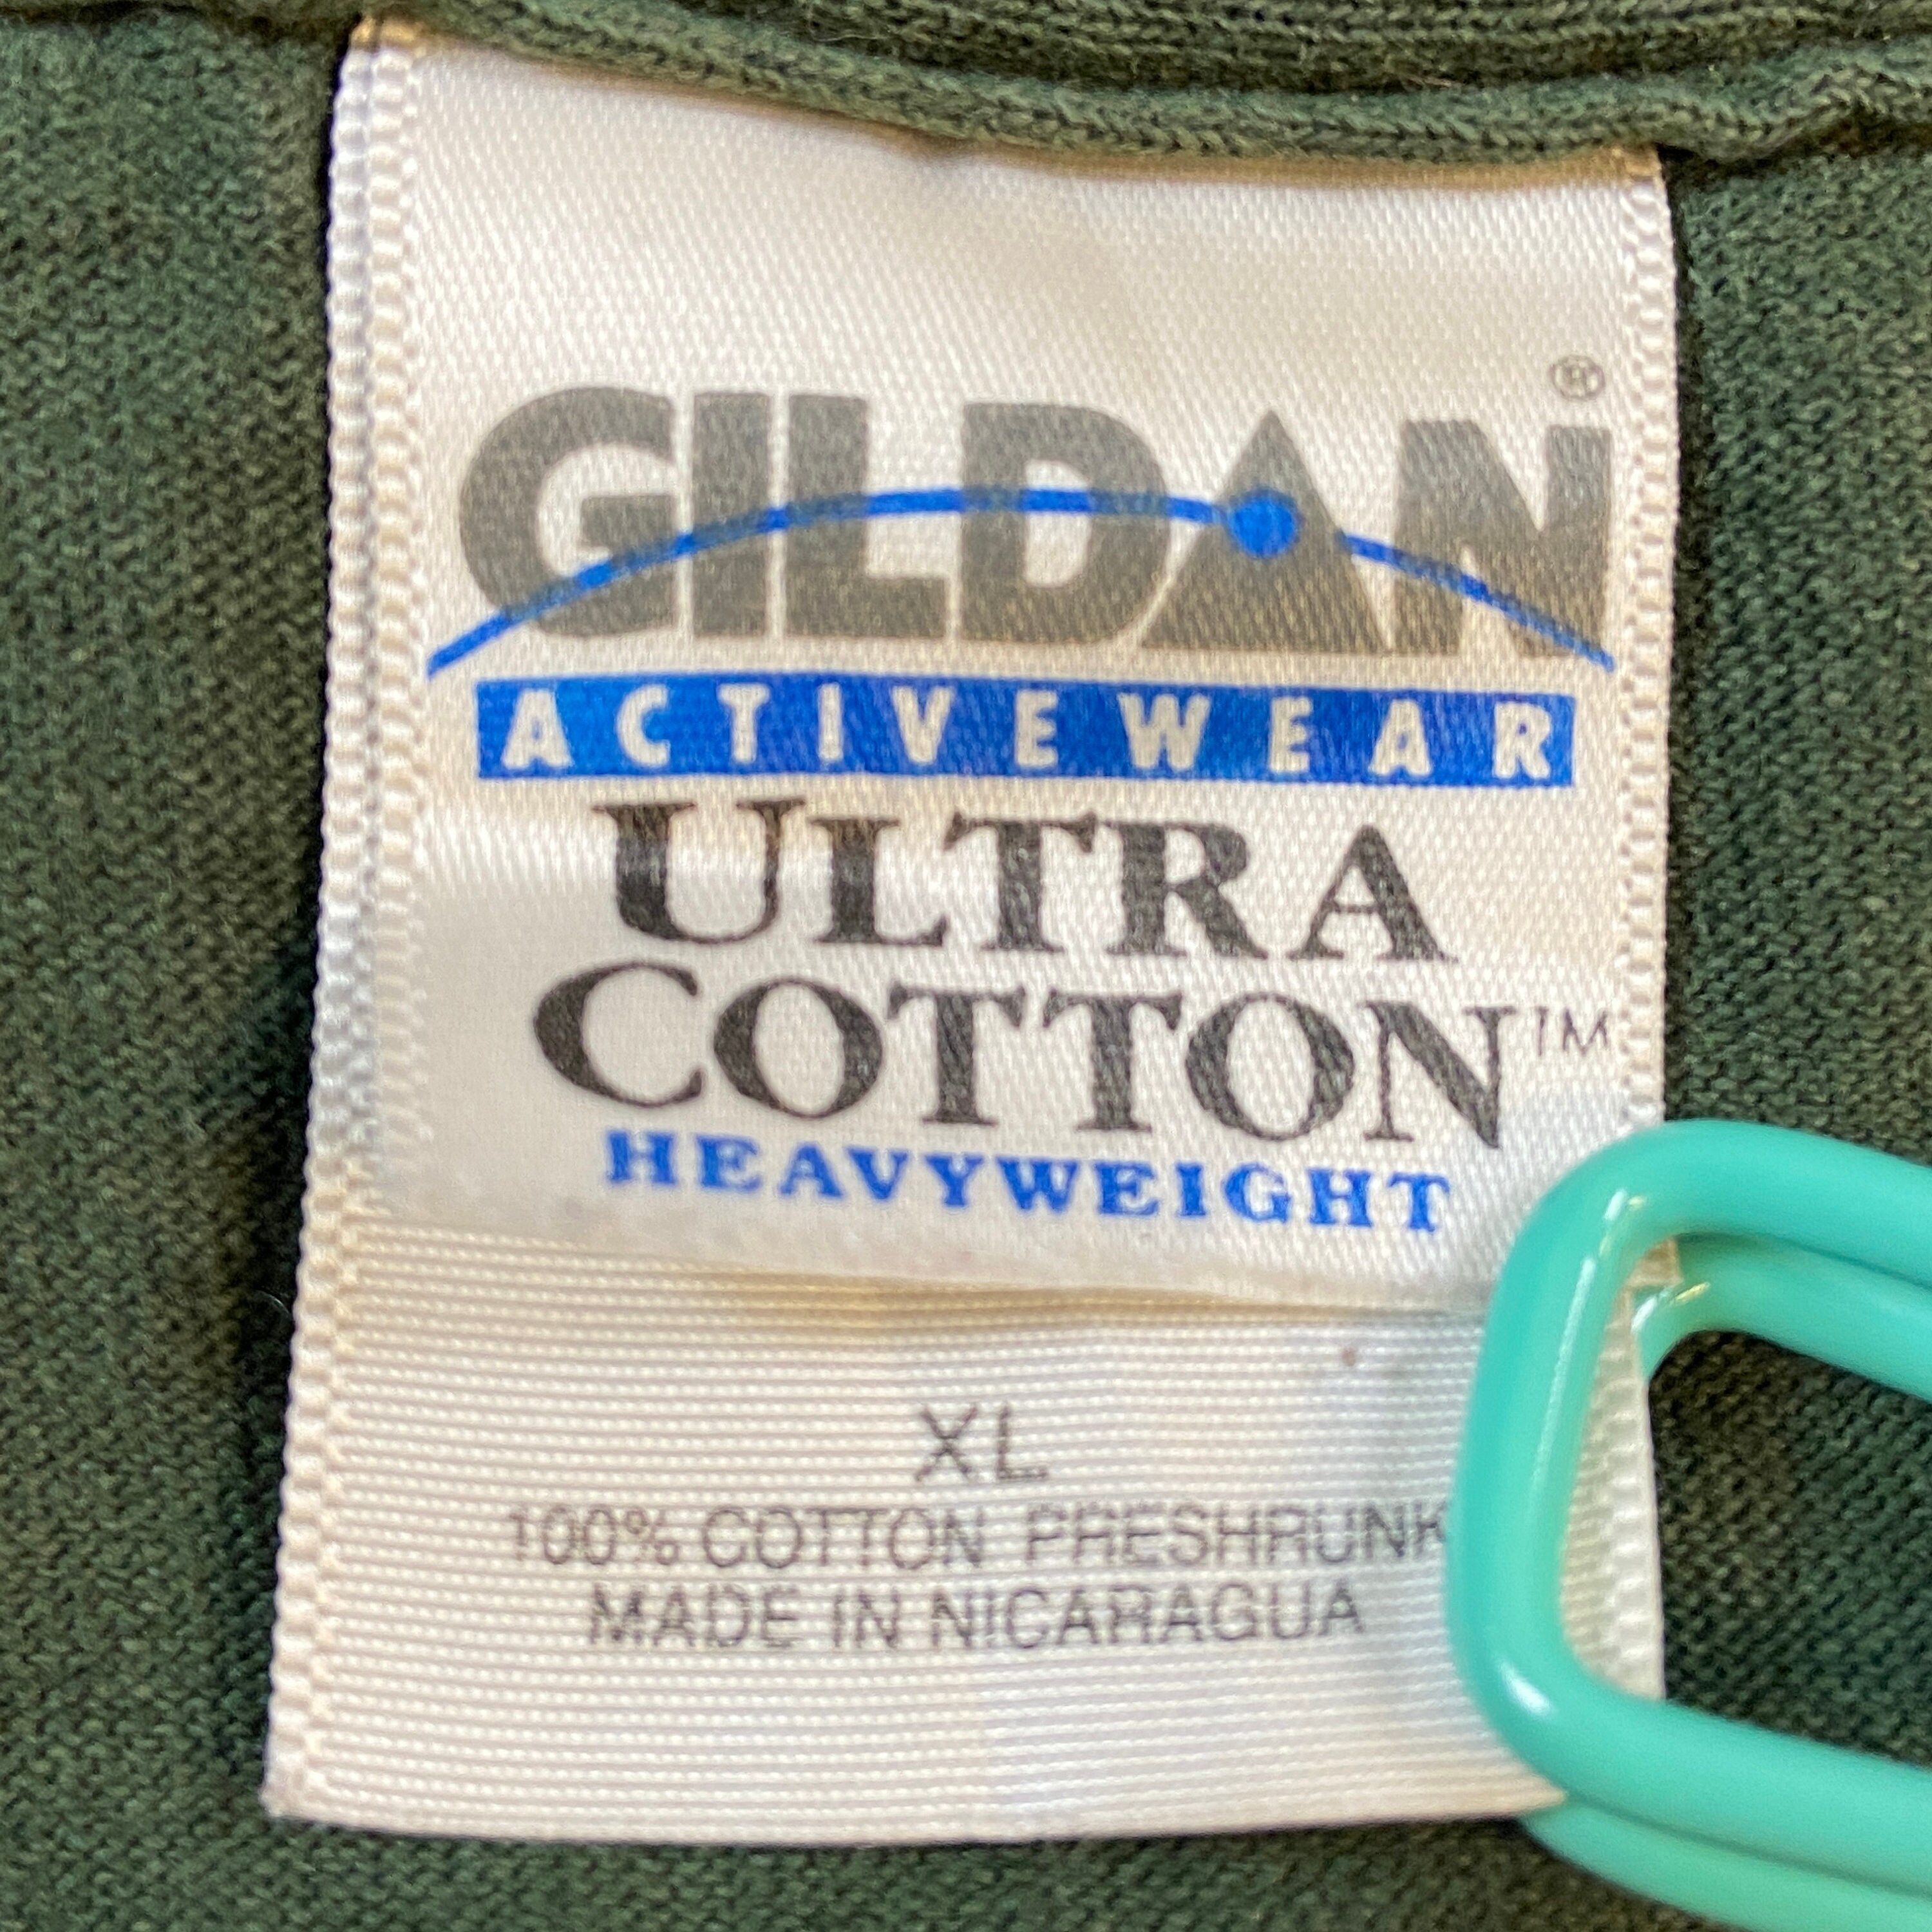 GILDAN®
ACTIVEWEAR
ULTRA
COTTON™
HEAVYWEIGHT
XL
100% COTTON PRESHRUNK
MADE IN NICARAGUA